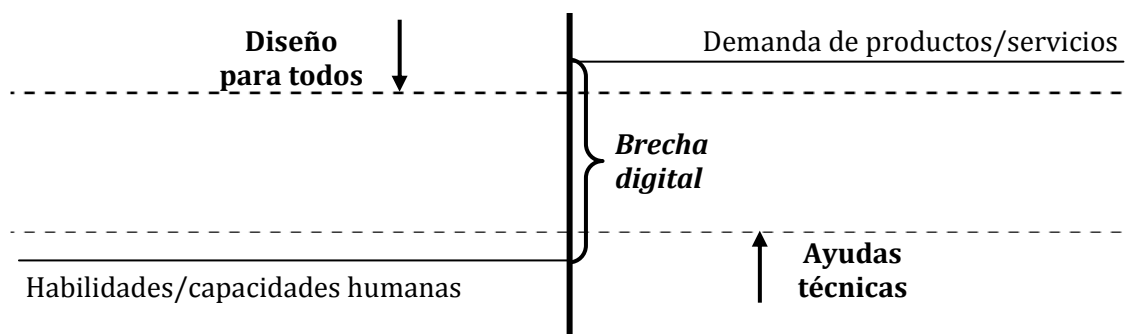 Diseño
para todos
Demanda de productos/servicios
Brecha
digital
Habilidades/capacidades humanas
Ayudas
técnicas